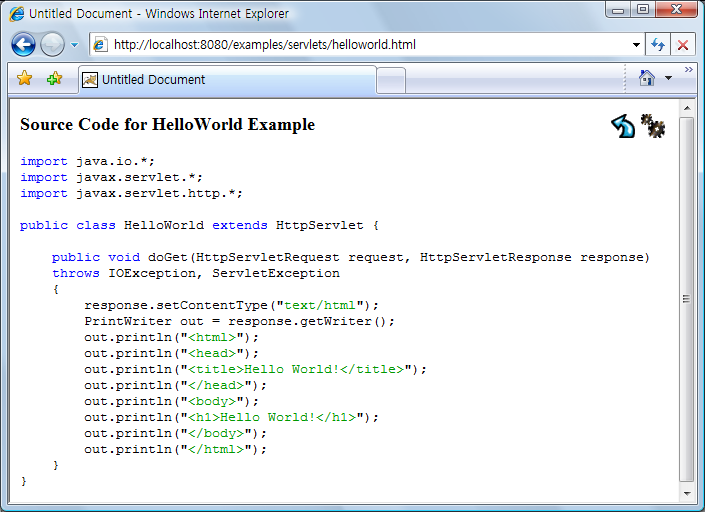 Untitled Document - Windows Internet Explorer
http://localhost:8080/examples/servlets/helloworld.html
Untitled Document
Source Code for HelloWorld Example
import java.io.*;
import javax.servlet.*;
import javax.servlet.http.*;
public class HelloWorld extends HttpServlet {
    public void doGet(HttpServletRequest request, HttpServletResponse response)
    throws IOException, ServletException
    {
        response.setContentType("text/html");
        PrintWriter out = response.getWriter();
        out.println("<html>");
        out.println("<head>");
        out.println("<title>Hello World!</title>");
        out.println("</head>");
        out.println("<body>");
        out.println("<h1>Hello World!</h1>");
        out.println("</body>");
        out.println("</html>");
    }
}